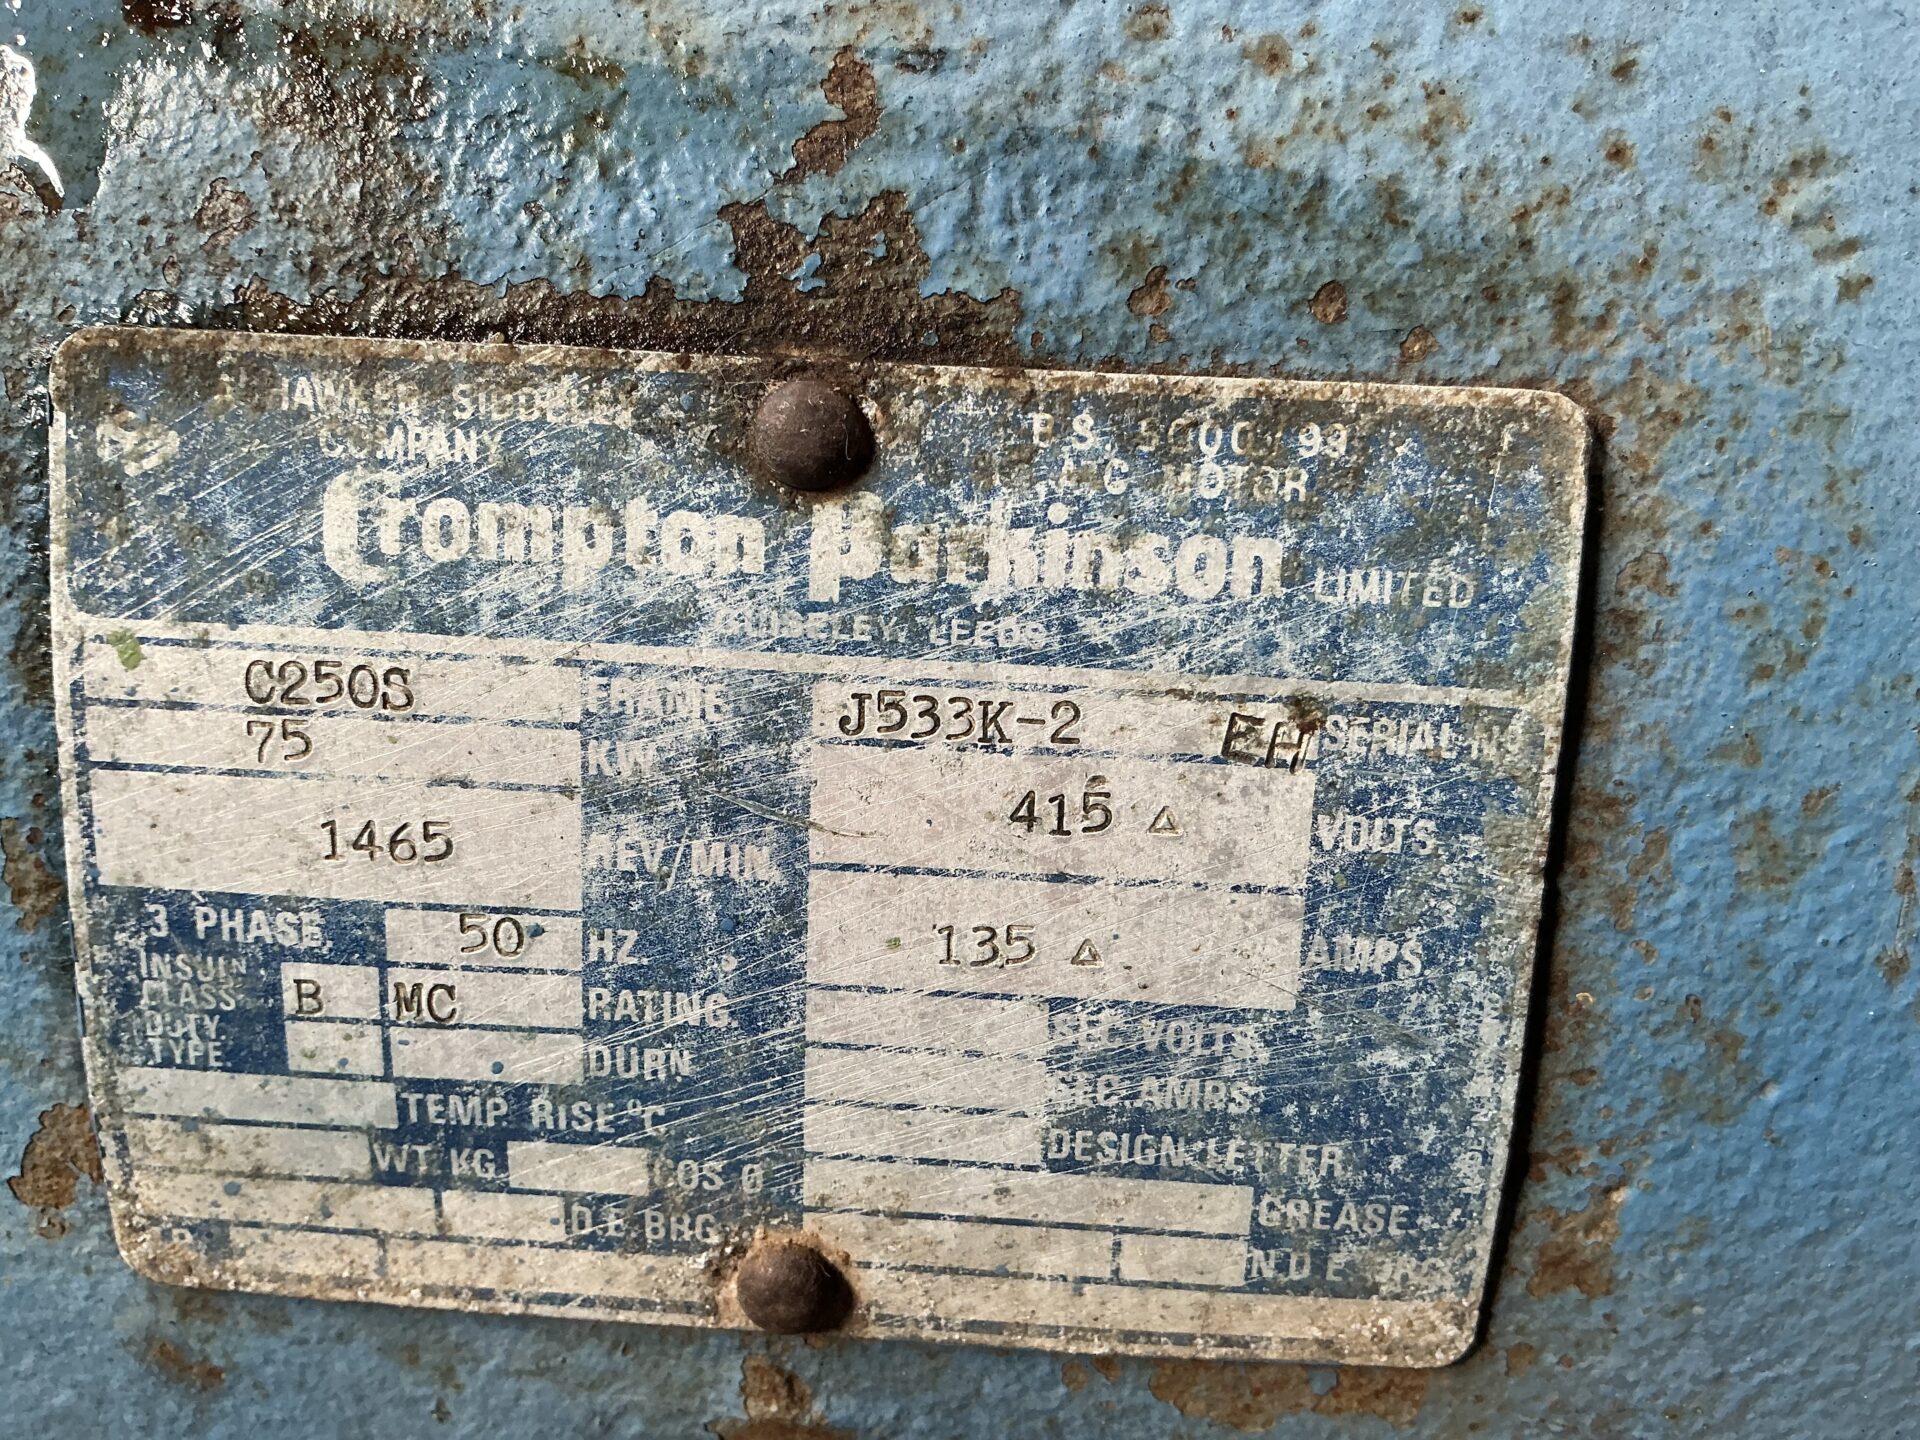 A HAWKER SIDDELEY
COMPANY
B.S. 5000/99
A.C MOTOR
Crompton Parkinson LIMITED
GUISELEY, LEEDS
C250S FRAME
75 KW
1465 REV/MIN.
3 PHASE. 50 HZ
INSULN CLASS B MC RATING.
DUTY TYPE DURN
TEMP. RISE °C
WT. KG. COS Ø
D.E. BRG.
J533K-2 EH SERIAL No
415 Δ VOLTS
135 Δ AMPS
SEC. VOLTS.
SEC. AMPS.
DESIGN LETTER
GREASE
N.D.E. BRG.